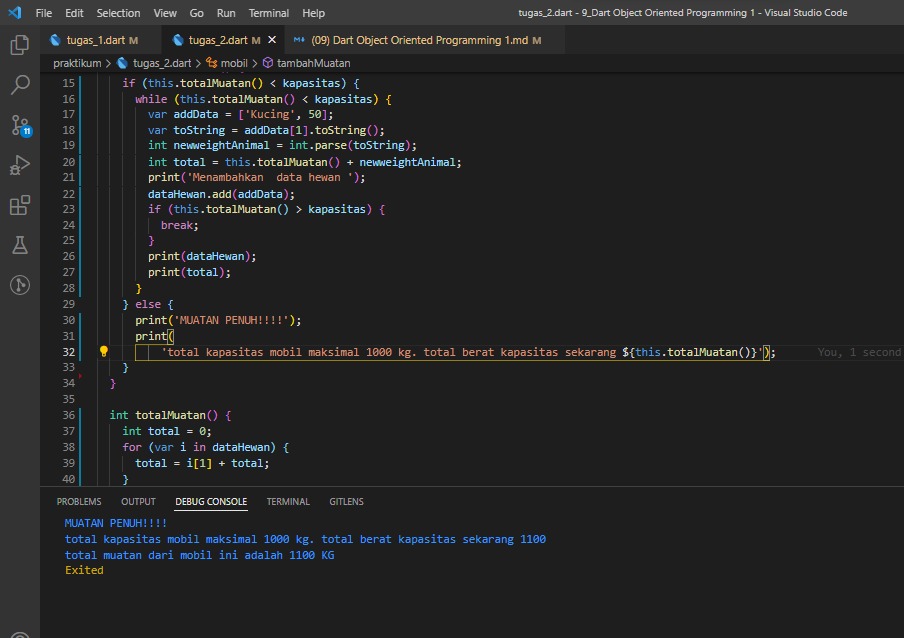 File Edit Selection View Go Run Terminal Help tugas_2.dart - 9_Dart Object Oriented Programming 1 - Visual Studio Code
tugas_1.dart M tugas_2.dart M (09) Dart Object Oriented Programming 1.md M
praktikum > tugas_2.dart > mobil > tambahMuatan
15 if (this.totalMuatan() < kapasitas) {
16 while (this.totalMuatan() < kapasitas) {
17 var addData = ['Kucing', 50];
18 var toString = addData[1].toString();
19 int newweightAnimal = int.parse(toString);
20 int total = this.totalMuatan() + newweightAnimal;
21 print('Menambahkan  data hewan ');
22 dataHewan.add(addData);
23 if (this.totalMuatan() > kapasitas) {
24 break;
25 }
26 print(dataHewan);
27 print(total);
28 }
29 } else {
30 print('MUATAN PENUH!!!!');
31 print(
32 'total kapasitas mobil maksimal 1000 kg. total berat kapasitas sekarang ${this.totalMuatan()}'); You, 1 second
33 }
34 }
35
36 int totalMuatan() {
37 int total = 0;
38 for (var i in dataHewan) {
39 total = i[1] + total;
40 }
11
PROBLEMS OUTPUT DEBUG CONSOLE TERMINAL GITLENS
MUATAN PENUH!!!!
total kapasitas mobil maksimal 1000 kg. total berat kapasitas sekarang 1100
total muatan dari mobil ini adalah 1100 KG
Exited